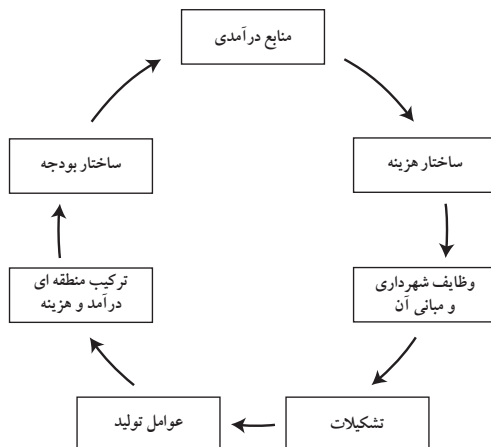 منابع درآمدی
ساختار هزینه
وظایف شهرداری
و مبانی آن
تشکیلات
عوامل تولید
ترکیب منطقه ای
درآمد و هزینه
ساختار بودجه